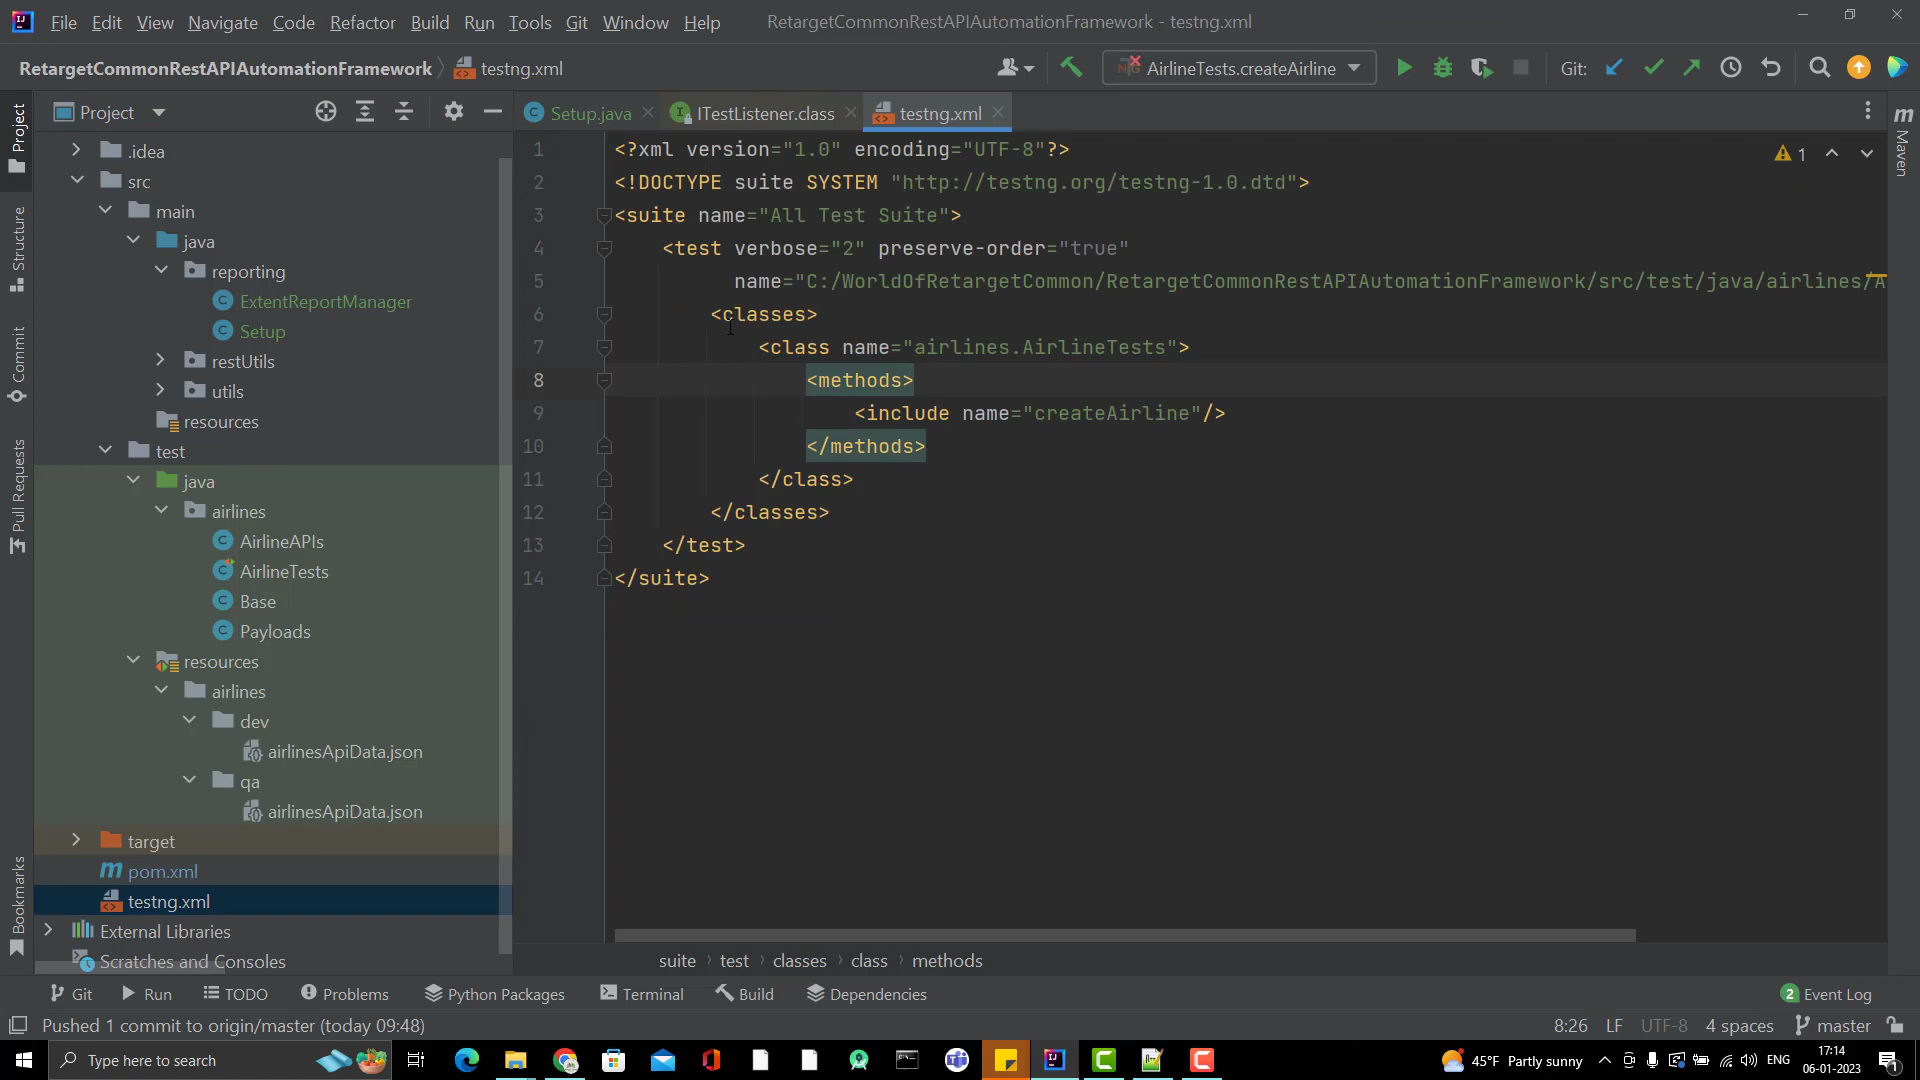 File Edit View Navigate Code Refactor Build Run Tools Git Window Help RetargetCommonRestAPIAutomationFramework - testng.xml
RetargetCommonRestAPIAutomationFramework testng.xml AirlineTests.createAirline Git:
Project Setup.java ITestListener.class testng.xml
.idea
src
main
java
reporting
ExtentReportManager
Setup
restUtils
utils
resources
test
java
airlines
AirlineAPIs
AirlineTests
Base
Payloads
resources
airlines
dev
airlinesApiData.json
qa
airlinesApiData.json
target
pom.xml
testng.xml
External Libraries
Scratches and Consoles
Project
Structure
Commit
Pull Requests
Bookmarks
1 <?xml version="1.0" encoding="UTF-8"?>
2 <!DOCTYPE suite SYSTEM "http://testng.org/testng-1.0.dtd">
3 <suite name="All Test Suite">
4 <test verbose="2" preserve-order="true"
5 name="C:/WorldOfRetargetCommon/RetargetCommonRestAPIAutomationFramework/src/test/java/airlines/A
6 <classes>
7 <class name="airlines.AirlineTests">
8 <methods>
9 <include name="createAirline"/>
10 </methods>
11 </class>
12 </classes>
13 </test>
14 </suite>
1
Maven
suite test classes class methods
Git Run TODO Problems Python Packages Terminal Build Dependencies 2 Event Log
Pushed 1 commit to origin/master (today 09:48) 8:26 LF UTF-8 4 spaces master
Type here to search 45°F Partly sunny ENG 17:14
06-01-2023 1